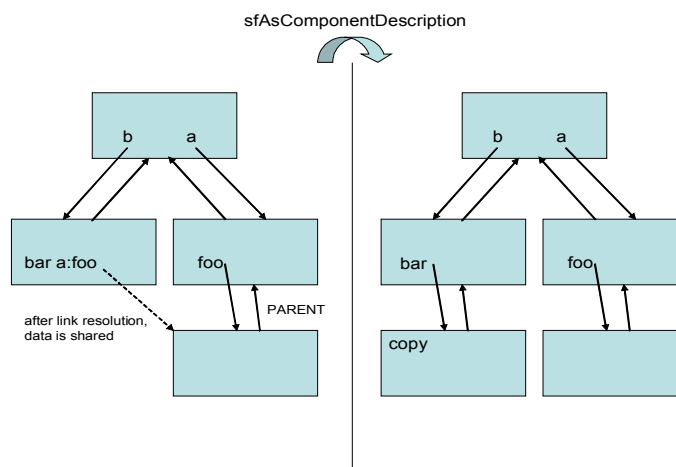 sfAsComponentDescription
b a
b a
bar a:foo
foo
bar
foo
after link resolution,
data is shared
PARENT
copy